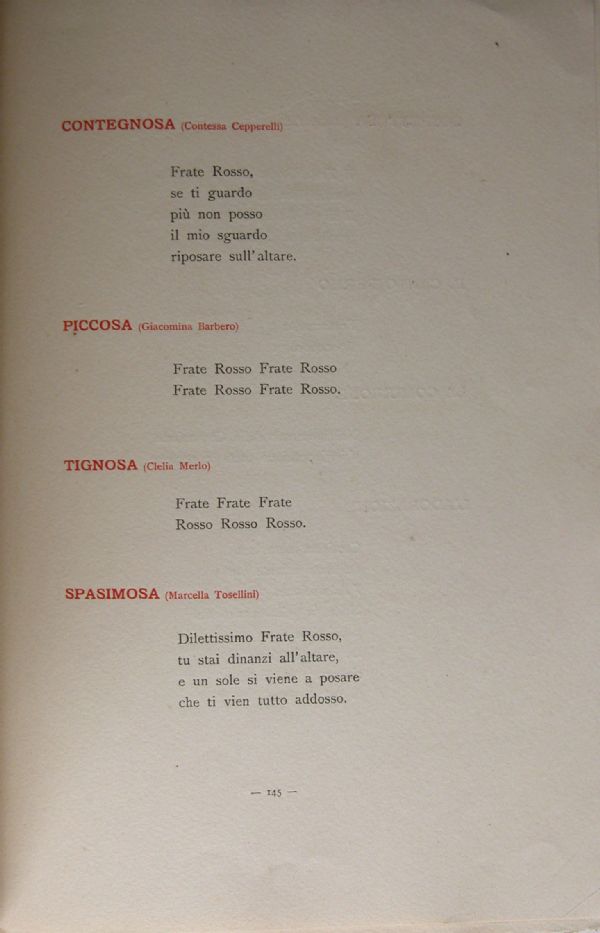 CONTEGNOSA (Contessa Cepperelli)
Frate Rosso,
se ti guardo
più non posso
il mio sguardo
riposare sull'altare.
PICCOSA (Giacomina Barbero)
Frate Rosso Frate Rosso
Frate Rosso Frate Rosso.
TIGNOSA (Clelia Merlo)
Frate Frate Frate
Rosso Rosso Rosso.
SPASIMOSA (Marcella Tosellini)
Dilettissimo Frate Rosso,
tu stai dinanzi all'altare,
e un sole si viene a posare
che ti vien tutto addosso.
— 145 —